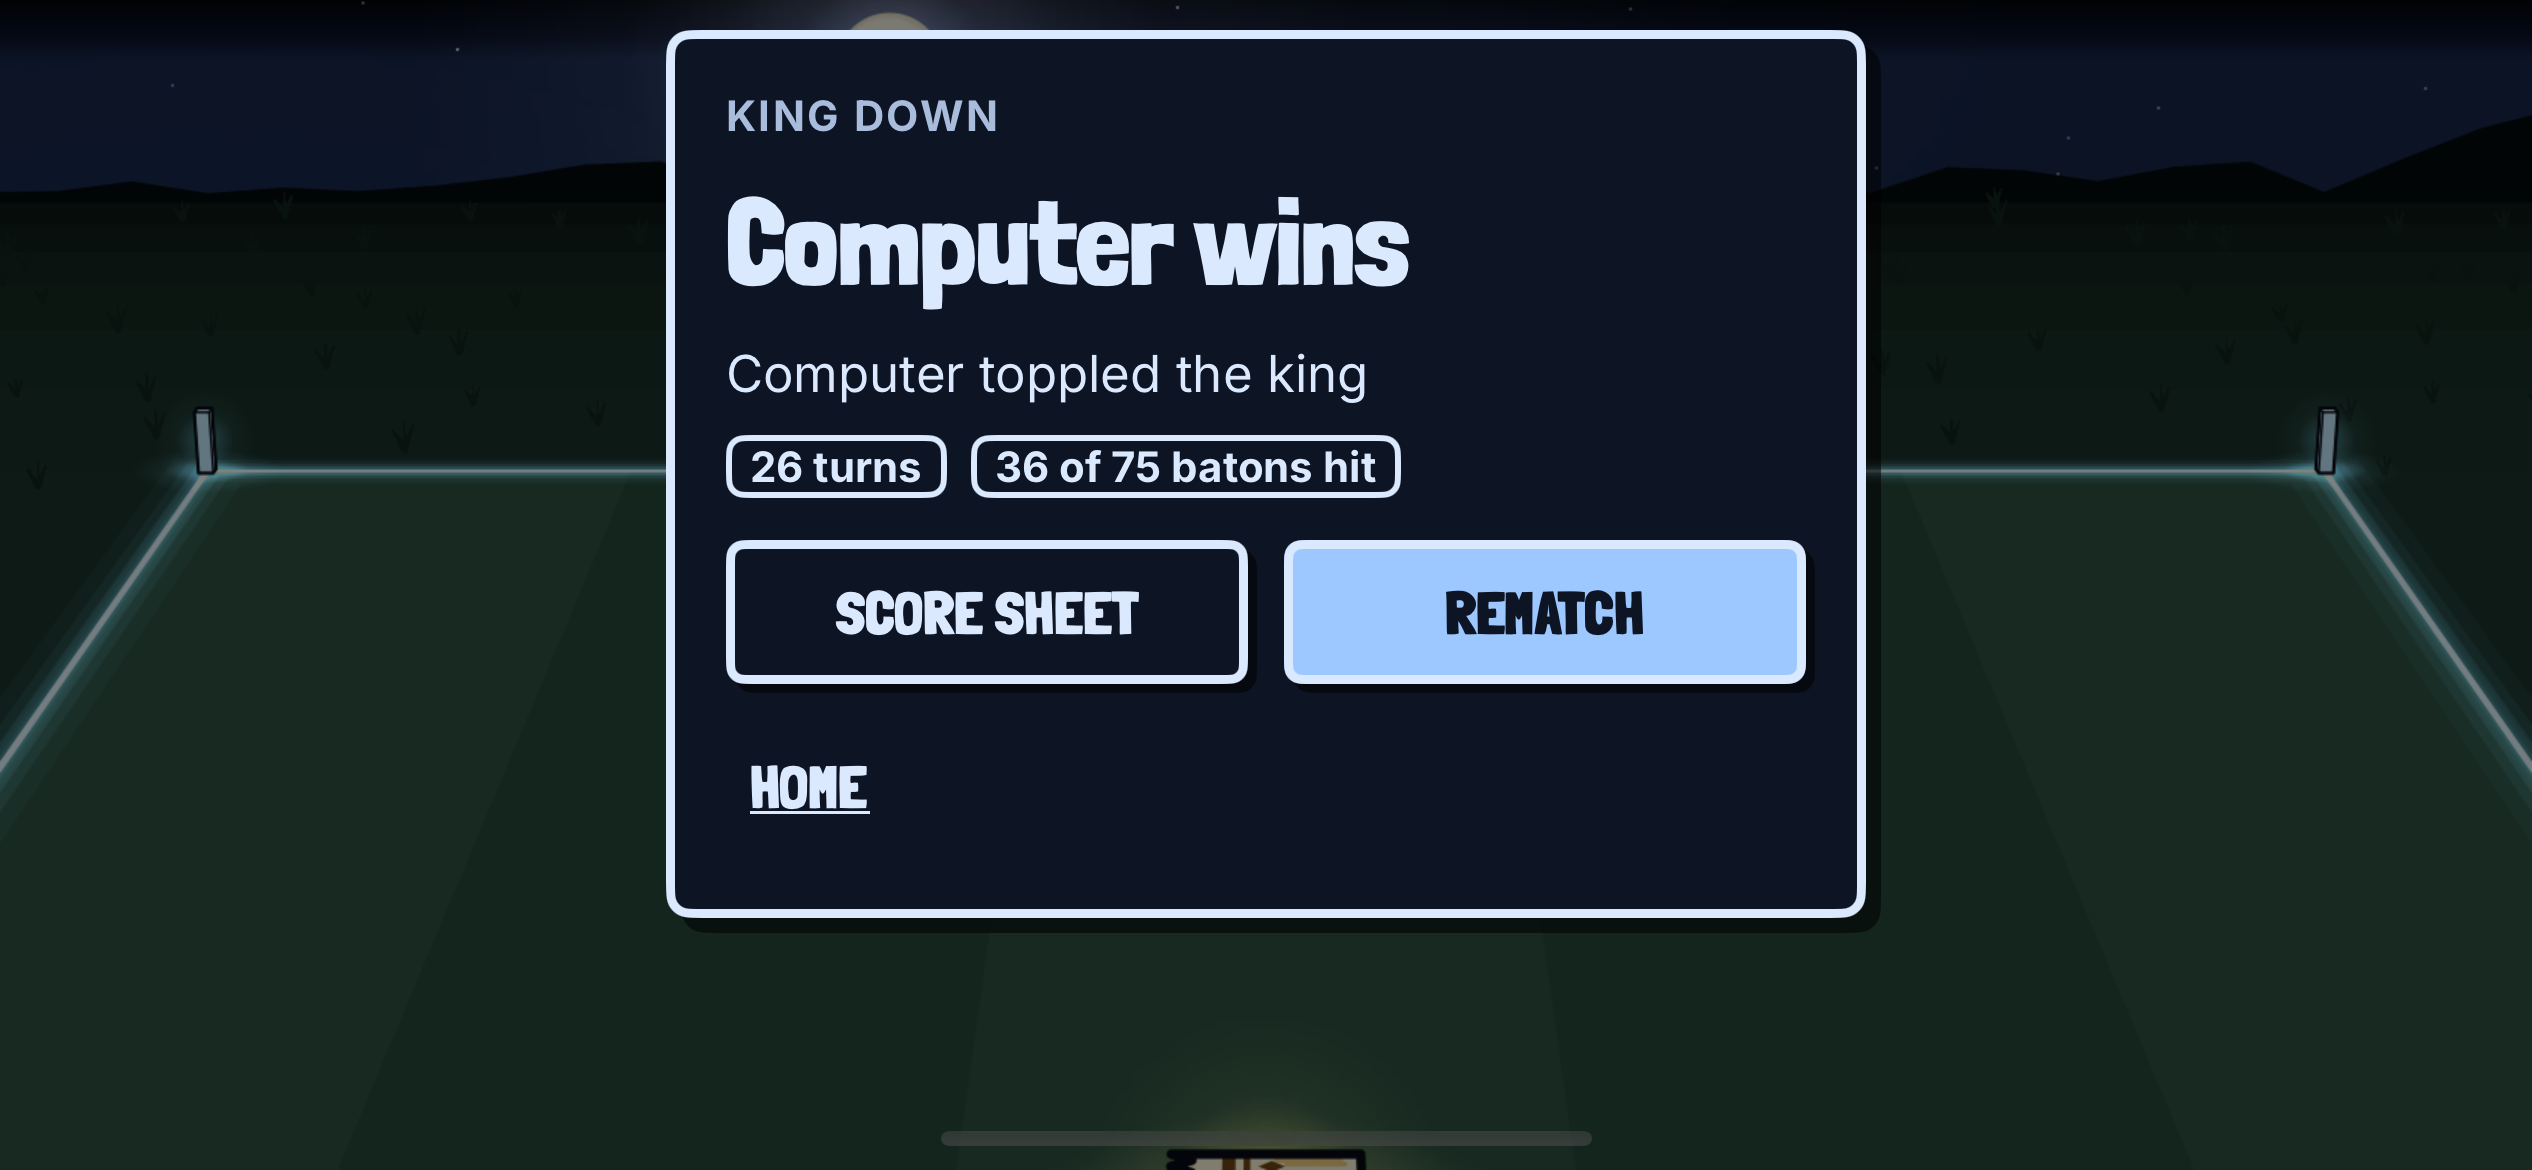 KING DOWN
Computer wins
Computer toppled the king
26 turns 36 of 75 batons hit
SCORE SHEET REMATCH
HOME